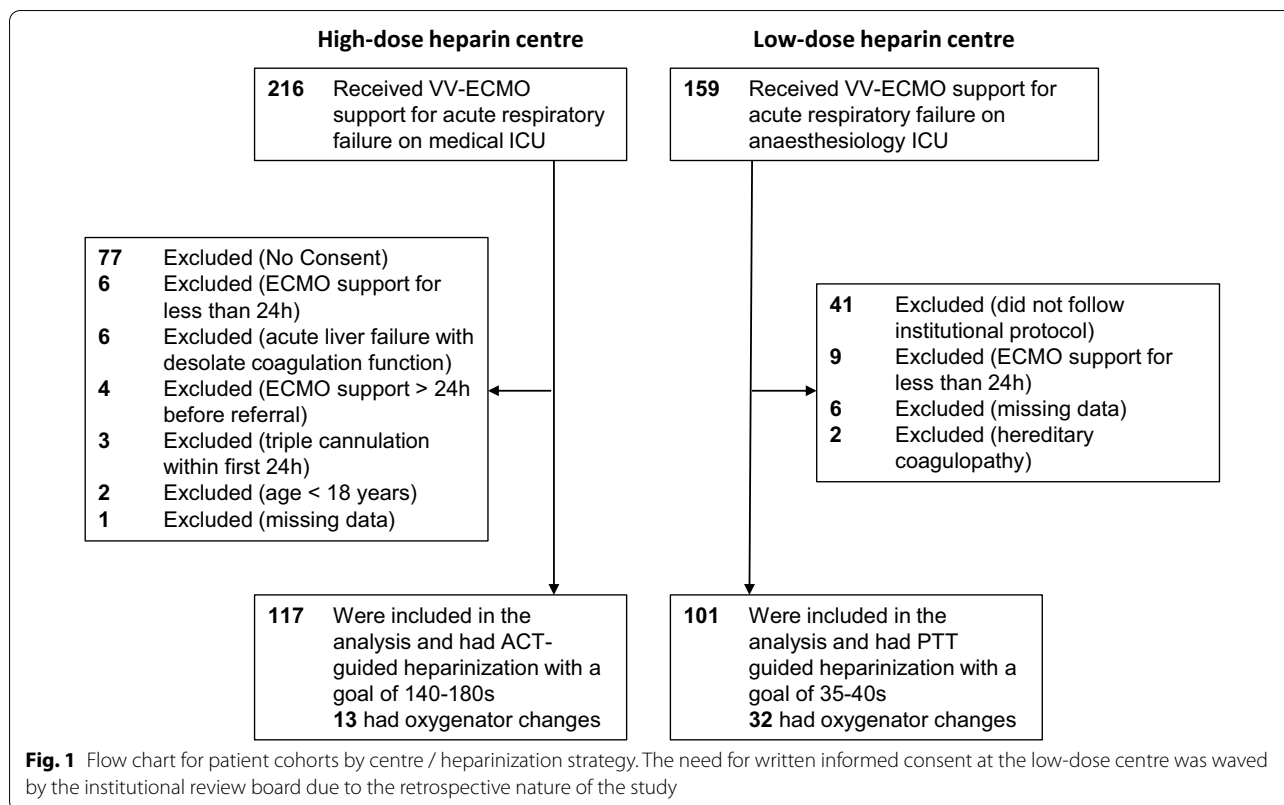 High-dose heparin centre
216 Received VV-ECMO
support for acute respiratory
failure on medical ICU
77 Excluded (No Consent)
6 Excluded (ECMO support for
less than 24h)
6 Excluded (acute liver failure with
desolate coagulation function)
4 Excluded (ECMO support > 24h
before referral)
3 Excluded (triple cannulation
within first 24h)
2 Excluded (age < 18 years)
1 Excluded (missing data)
117 Were included in the
analysis and had ACT-
guided heparinization with a
goal of 140-180s
13 had oxygenator changes
Low-dose heparin centre
159 Received VV-ECMO support for
acute respiratory failure on
anaesthesiology ICU
41 Excluded (did not follow
institutional protocol)
9 Excluded (ECMO support for
less than 24h)
6 Excluded (missing data)
2 Excluded (hereditary
coagulopathy)
101 Were included in the
analysis and had PTT
guided heparinization with a
goal of 35-40s
32 had oxygenator changes
Fig. 1 Flow chart for patient cohorts by centre / heparinization strategy. The need for written informed consent at the low-dose centre was waved
by the institutional review board due to the retrospective nature of the study